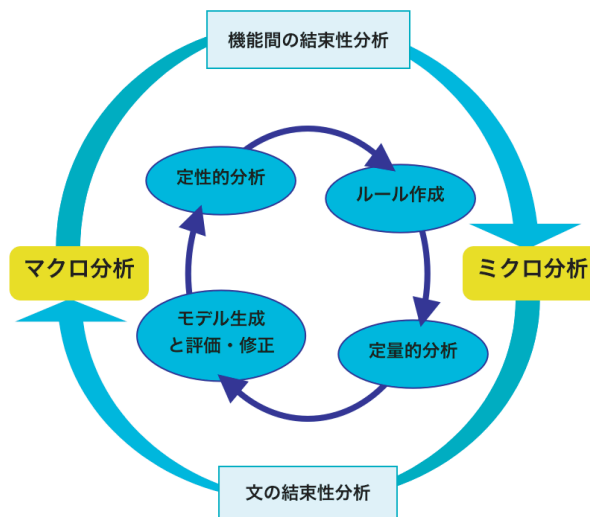 機能間の結束性分析
定性的分析
ルール作成
マクロ分析
ミクロ分析
モデル生成
と評価・修正
定量的分析
文の結束性分析